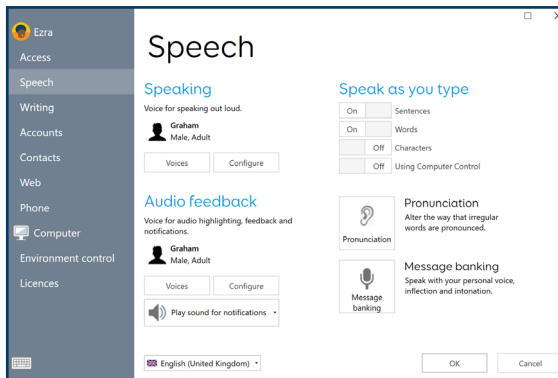 Ezra
Access
Speech
Writing
Accounts
Contacts
Web
Phone
Computer
Environment control
Licences
Speech
Speaking
Voice for speaking out loud.
Graham
Male, Adult
Voices
Configure
Audio feedback
Voice for audio highlighting, feedback and
notifications.
Graham
Male, Adult
Voices
Configure
Play sound for notifications
English (United Kingdom)
Speak as you type
On
Sentences
On
Words
Off
Characters
Off
Using Computer Control
Pronunciation
Pronunciation
Alter the way that irregular
words are pronounced.
Message
banking
Message banking
Speak with your personal voice,
inflection and intonation.
OK
Cancel